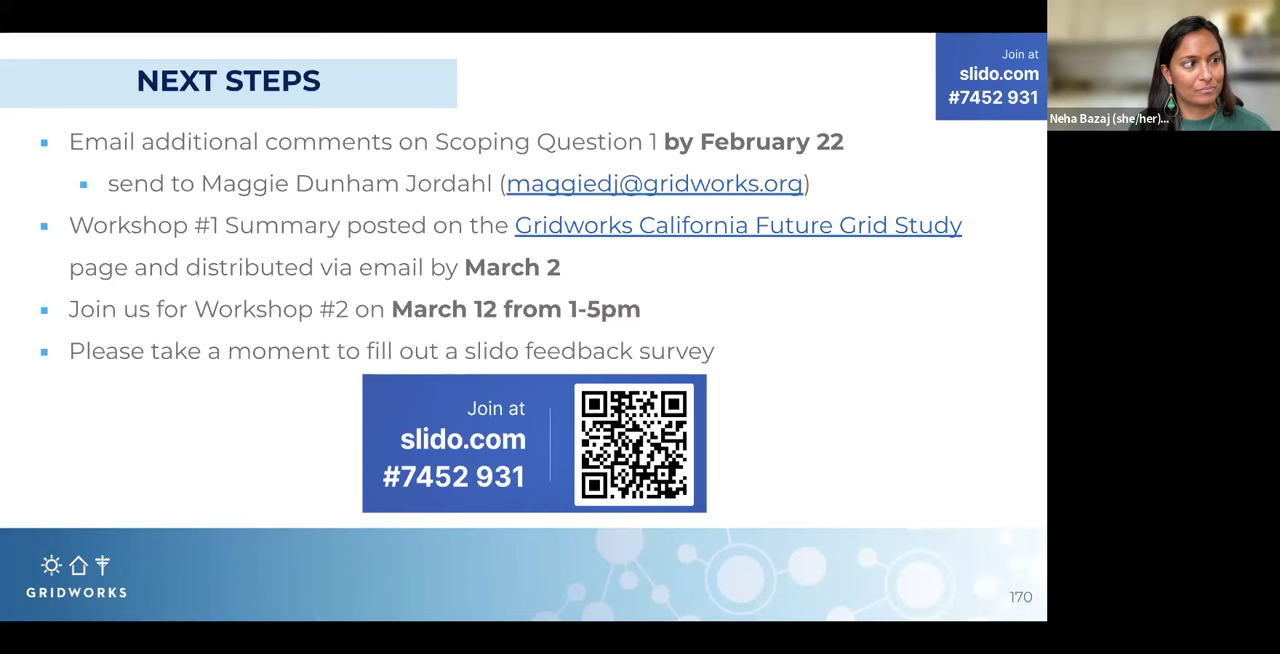 NEXT STEPS
Join at
slido.com
#7452 931
Neha Bazaj (she/her)...
▪ Email additional comments on Scoping Question 1 by February 22
▪ send to Maggie Dunham Jordahl (maggiedj@gridworks.org)
▪ Workshop #1 Summary posted on the Gridworks California Future Grid Study
page and distributed via email by March 2
▪ Join us for Workshop #2 on March 12 from 1-5pm
▪ Please take a moment to fill out a slido feedback survey
Join at
slido.com
#7452 931
GRIDWORKS
170